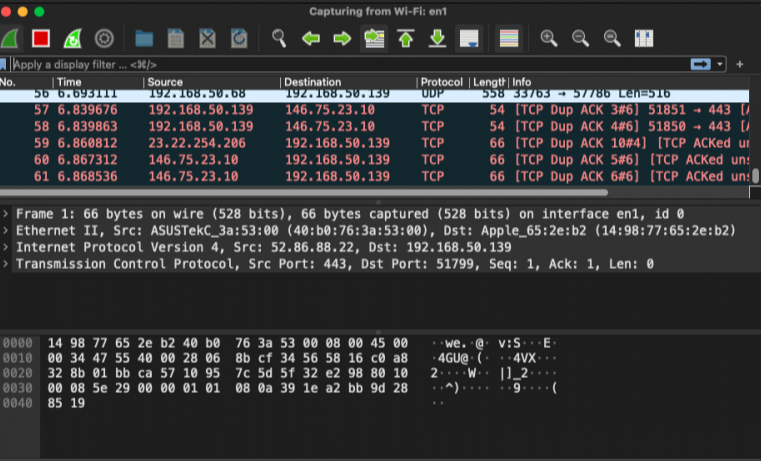 Capturing from Wi-Fi: en1
Apply a display filter ... <⌘/>
No. Time Source Destination Protocol Length Info
56 6.693111 192.168.50.68 192.168.50.139 UDP 558 33763 → 57786 Len=516
57 6.839676 192.168.50.139 146.75.23.10 TCP 54 [TCP Dup ACK 3#6] 51851 → 443 [A
58 6.839863 192.168.50.139 146.75.23.10 TCP 54 [TCP Dup ACK 4#6] 51850 → 443 [A
59 6.860812 23.22.254.206 192.168.50.139 TCP 66 [TCP Dup ACK 10#4] [TCP ACKed un
60 6.867312 146.75.23.10 192.168.50.139 TCP 66 [TCP Dup ACK 5#6] [TCP ACKed uns
61 6.868536 146.75.23.10 192.168.50.139 TCP 66 [TCP Dup ACK 6#6] [TCP ACKed uns
> Frame 1: 66 bytes on wire (528 bits), 66 bytes captured (528 bits) on interface en1, id 0
> Ethernet II, Src: ASUSTekC_3a:53:00 (40:b0:76:3a:53:00), Dst: Apple_65:2e:b2 (14:98:77:65:2e:b2)
> Internet Protocol Version 4, Src: 52.86.88.22, Dst: 192.168.50.139
> Transmission Control Protocol, Src Port: 443, Dst Port: 51799, Seq: 1, Ack: 1, Len: 0
0000 14 98 77 65 2e b2 40 b0 76 3a 53 00 08 00 45 00 ··we.·@· v:S···E·
0010 00 34 47 55 40 00 28 06 8b cf 34 56 58 16 c0 a8 ·4GU@·(· ··4VX···
0020 32 8b 01 bb ca 57 10 95 7c 5d 5f 32 e2 98 80 10 2····W·· |]_2····
0030 00 08 5e 29 00 00 01 01 08 0a 39 1e a2 bb 9d 28 ··^)···· ··9····(
0040 85 19 ··